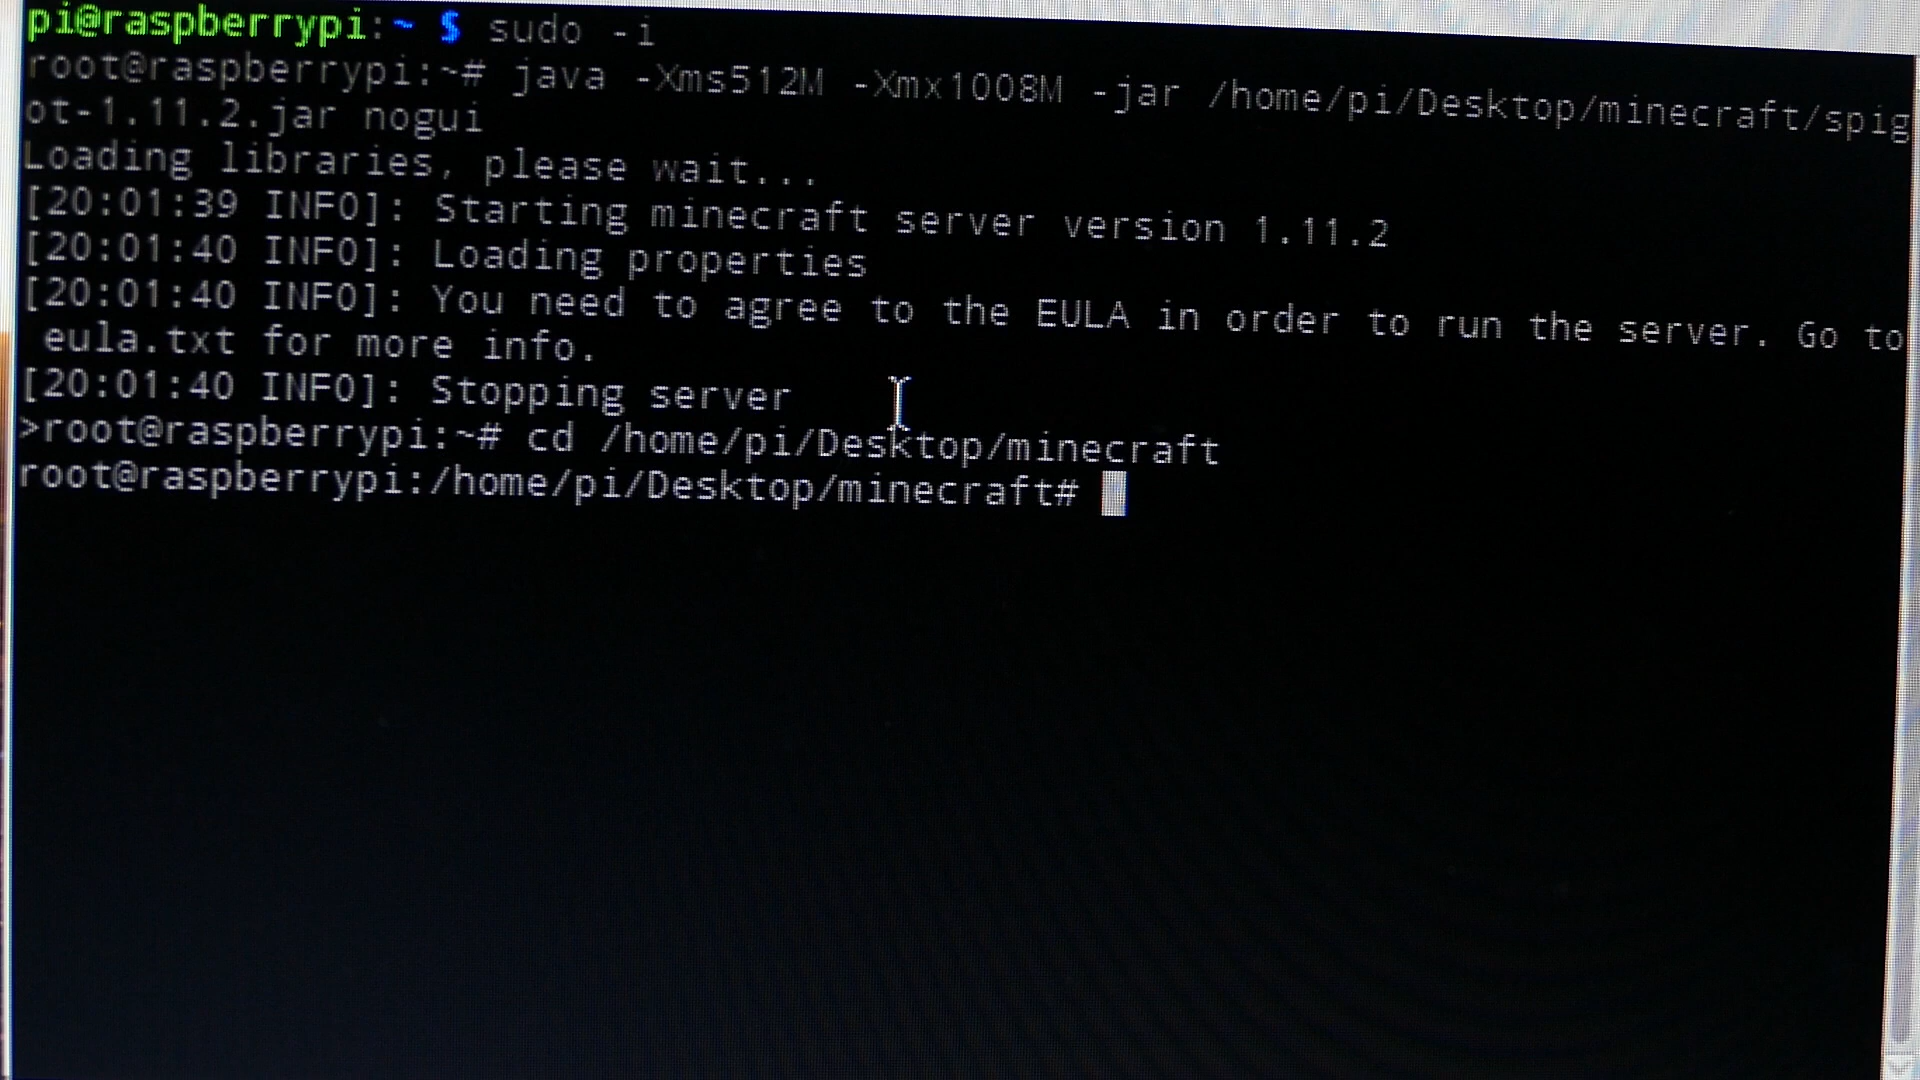 pi@raspberrypi:~ $ sudo -i
root@raspberrypi:~# java -Xms512M -Xmx1008M -jar /home/pi/Desktop/minecraft/spig
ot-1.11.2.jar nogui
Loading libraries, please wait...
[20:01:39 INFO]: Starting minecraft server version 1.11.2
[20:01:40 INFO]: Loading properties
[20:01:40 INFO]: You need to agree to the EULA in order to run the server. Go to
 eula.txt for more info.
[20:01:40 INFO]: Stopping server
>root@raspberrypi:~# cd /home/pi/Desktop/minecraft
root@raspberrypi:/home/pi/Desktop/minecraft#